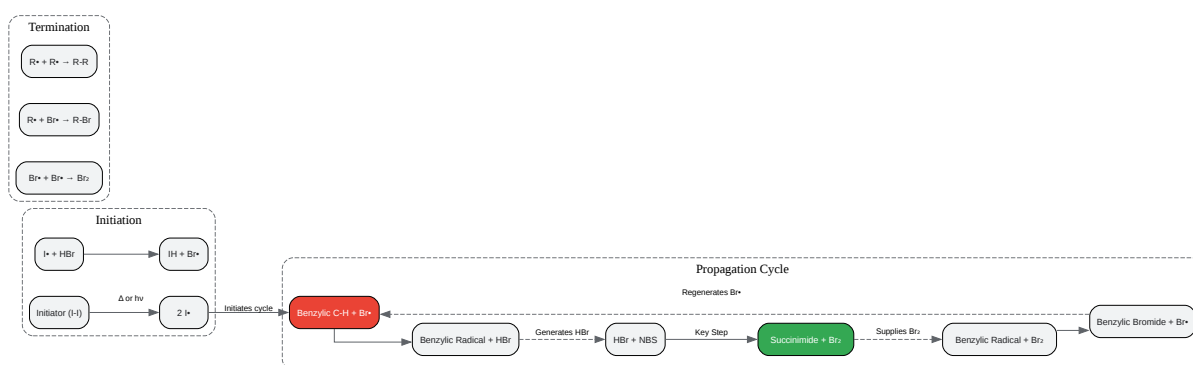 Termination
R• + R• → R-R
R• + Br• → R-Br
Br• + Br• → Br₂
Initiation
I• + HBr
IH + Br•
Initiator (I-I)
Δ or hν
2 I•
Initiates cycle
Propagation Cycle
Regenerates Br•
Benzylic C-H + Br•
Benzylic Radical + HBr
Generates HBr
HBr + NBS
Key Step
Succinimide + Br₂
Supplies Br₂
Benzylic Radical + Br₂
Benzylic Bromide + Br•